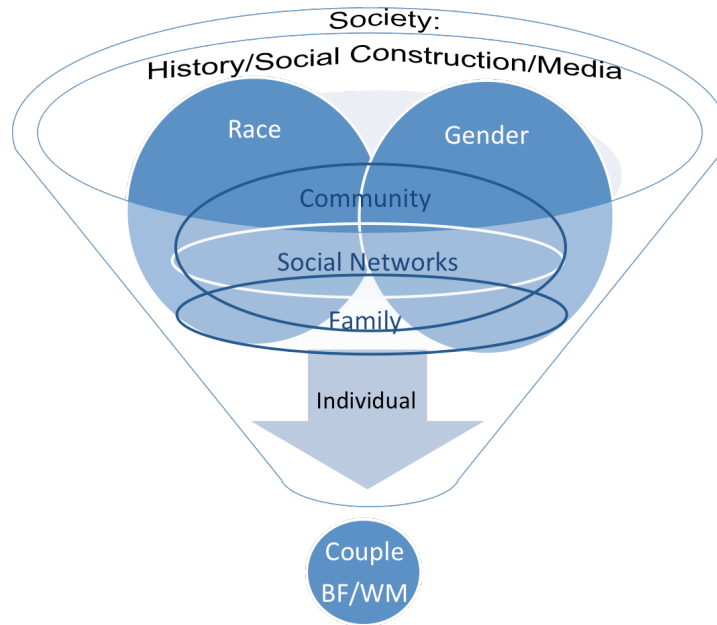 Society:
History/Social Construction/Media
Race
Gender
Community
Social Networks
Family
Individual
Couple
BF/WM